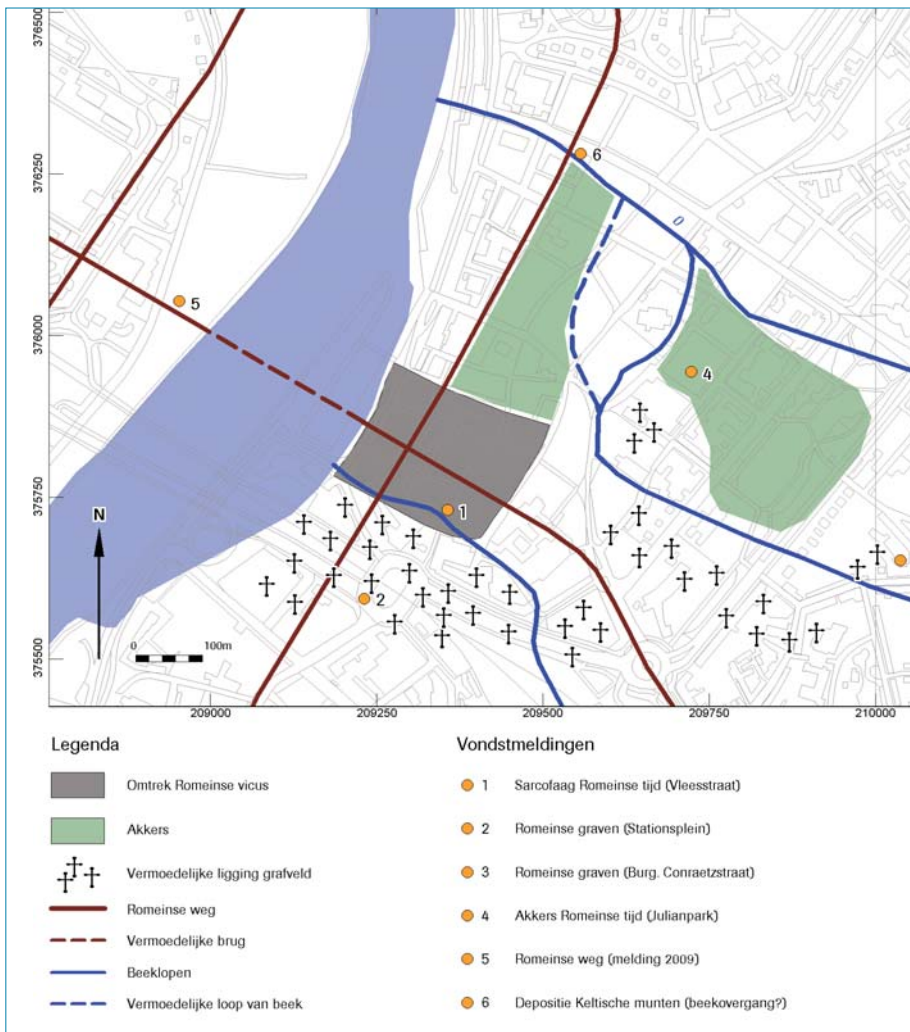 376500
376250
376000
375750
375500
6
0
5
4
1
2
N
0
100m
209000
209250
209500
209750
210000
Legenda
Omtrek Romeinse vicus
Akkers
Vermoedelijke ligging grafveld
Romeinse weg
Vermoedelijke brug
Beeklopen
Vermoedelijke loop van beek
Vondstmeldingen
1 Sarcofaag Romeinse tijd (Vleesstraat)
2 Romeinse graven (Stationsplein)
3 Romeinse graven (Burg. Conraetzstraat)
4 Akkers Romeinse tijd (Julianpark)
5 Romeinse weg (melding 2009)
6 Depositie Keltische munten (beekovergang?)